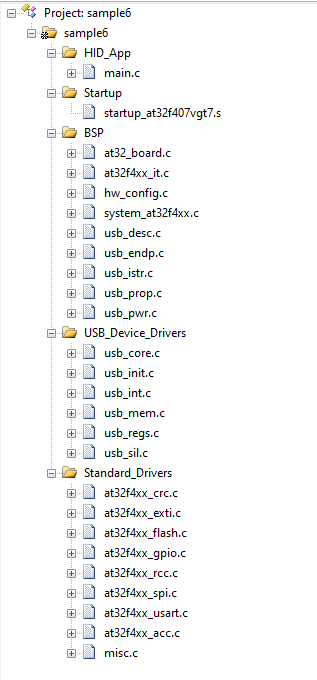 Project: sample6
sample6
HID_App
main.c
Startup
startup_at32f407vgt7.s
BSP
at32_board.c
at32f4xx_it.c
hw_config.c
system_at32f4xx.c
usb_desc.c
usb_endp.c
usb_istr.c
usb_prop.c
usb_pwr.c
USB_Device_Drivers
usb_core.c
usb_init.c
usb_int.c
usb_mem.c
usb_regs.c
usb_sil.c
Standard_Drivers
at32f4xx_crc.c
at32f4xx_exti.c
at32f4xx_flash.c
at32f4xx_gpio.c
at32f4xx_rcc.c
at32f4xx_spi.c
at32f4xx_usart.c
at32f4xx_acc.c
misc.c